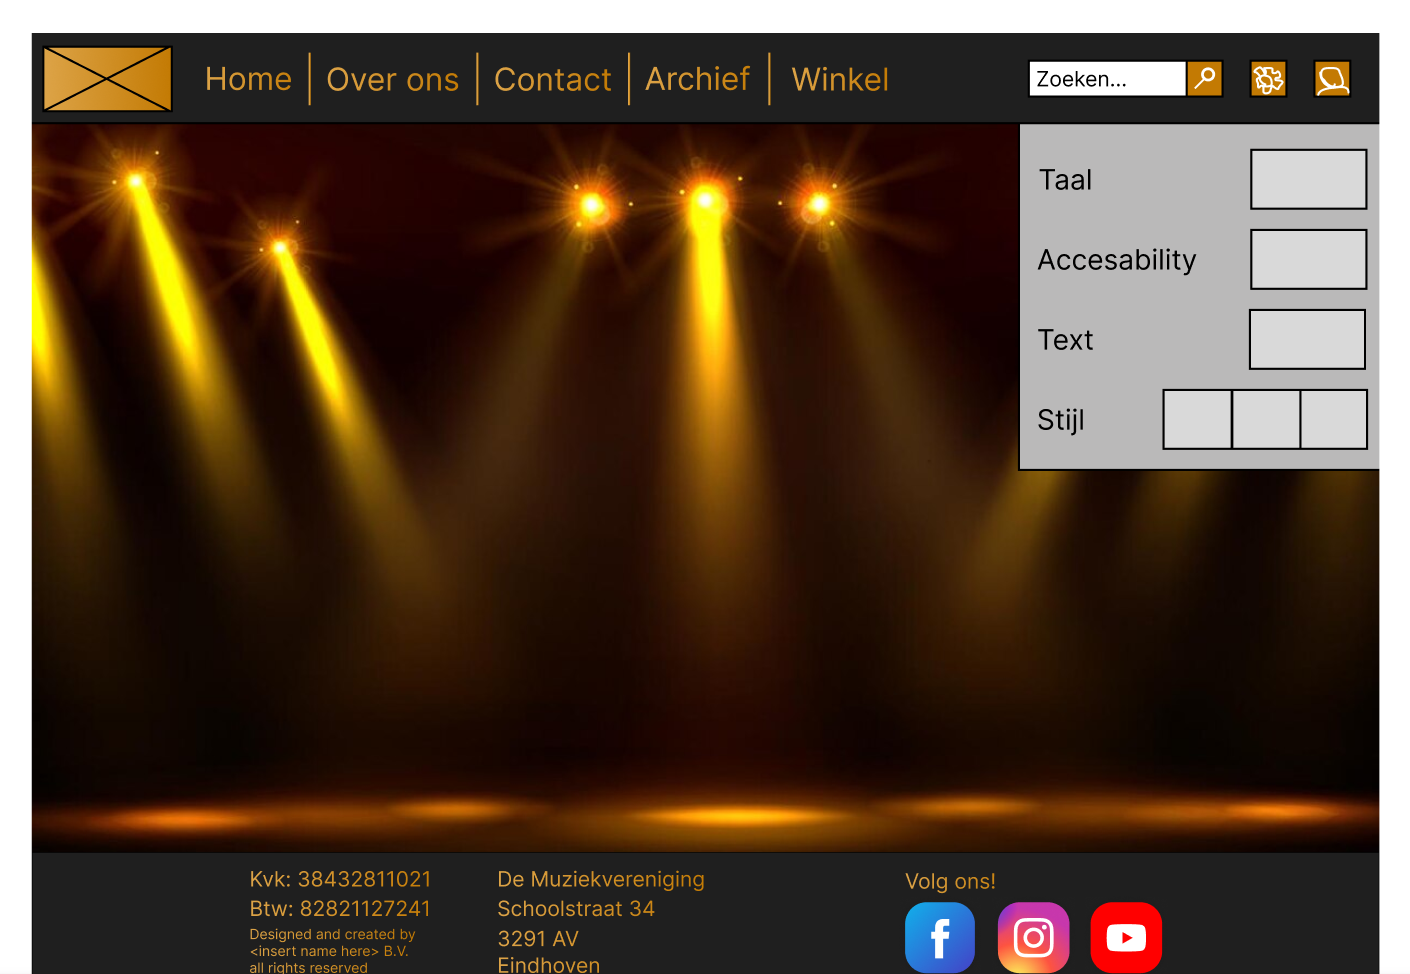 Home
Over ons
Contact
Archief
Winkel
Zoeken...
Taal
Accesability
Text
Stijl
Kvk: 38432811021
Btw: 82821127241
Designed and created by
<insert name here> B.V.
all rights reserved
De Muziekvereniging
Schoolstraat 34
3291 AV
Eindhoven
Volg ons!